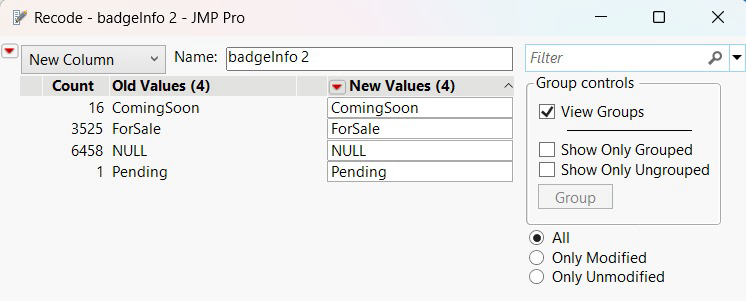 Recode - badgeInfo 2 - JMP Pro
New Column Name: badgeInfo 2
Count Old Values (4) New Values (4)
16 ComingSoon ComingSoon
3525 ForSale ForSale
6458 NULL NULL
1 Pending Pending
Filter
Group controls
View Groups
Show Only Grouped
Show Only Ungrouped
Group
All
Only Modified
Only Unmodified